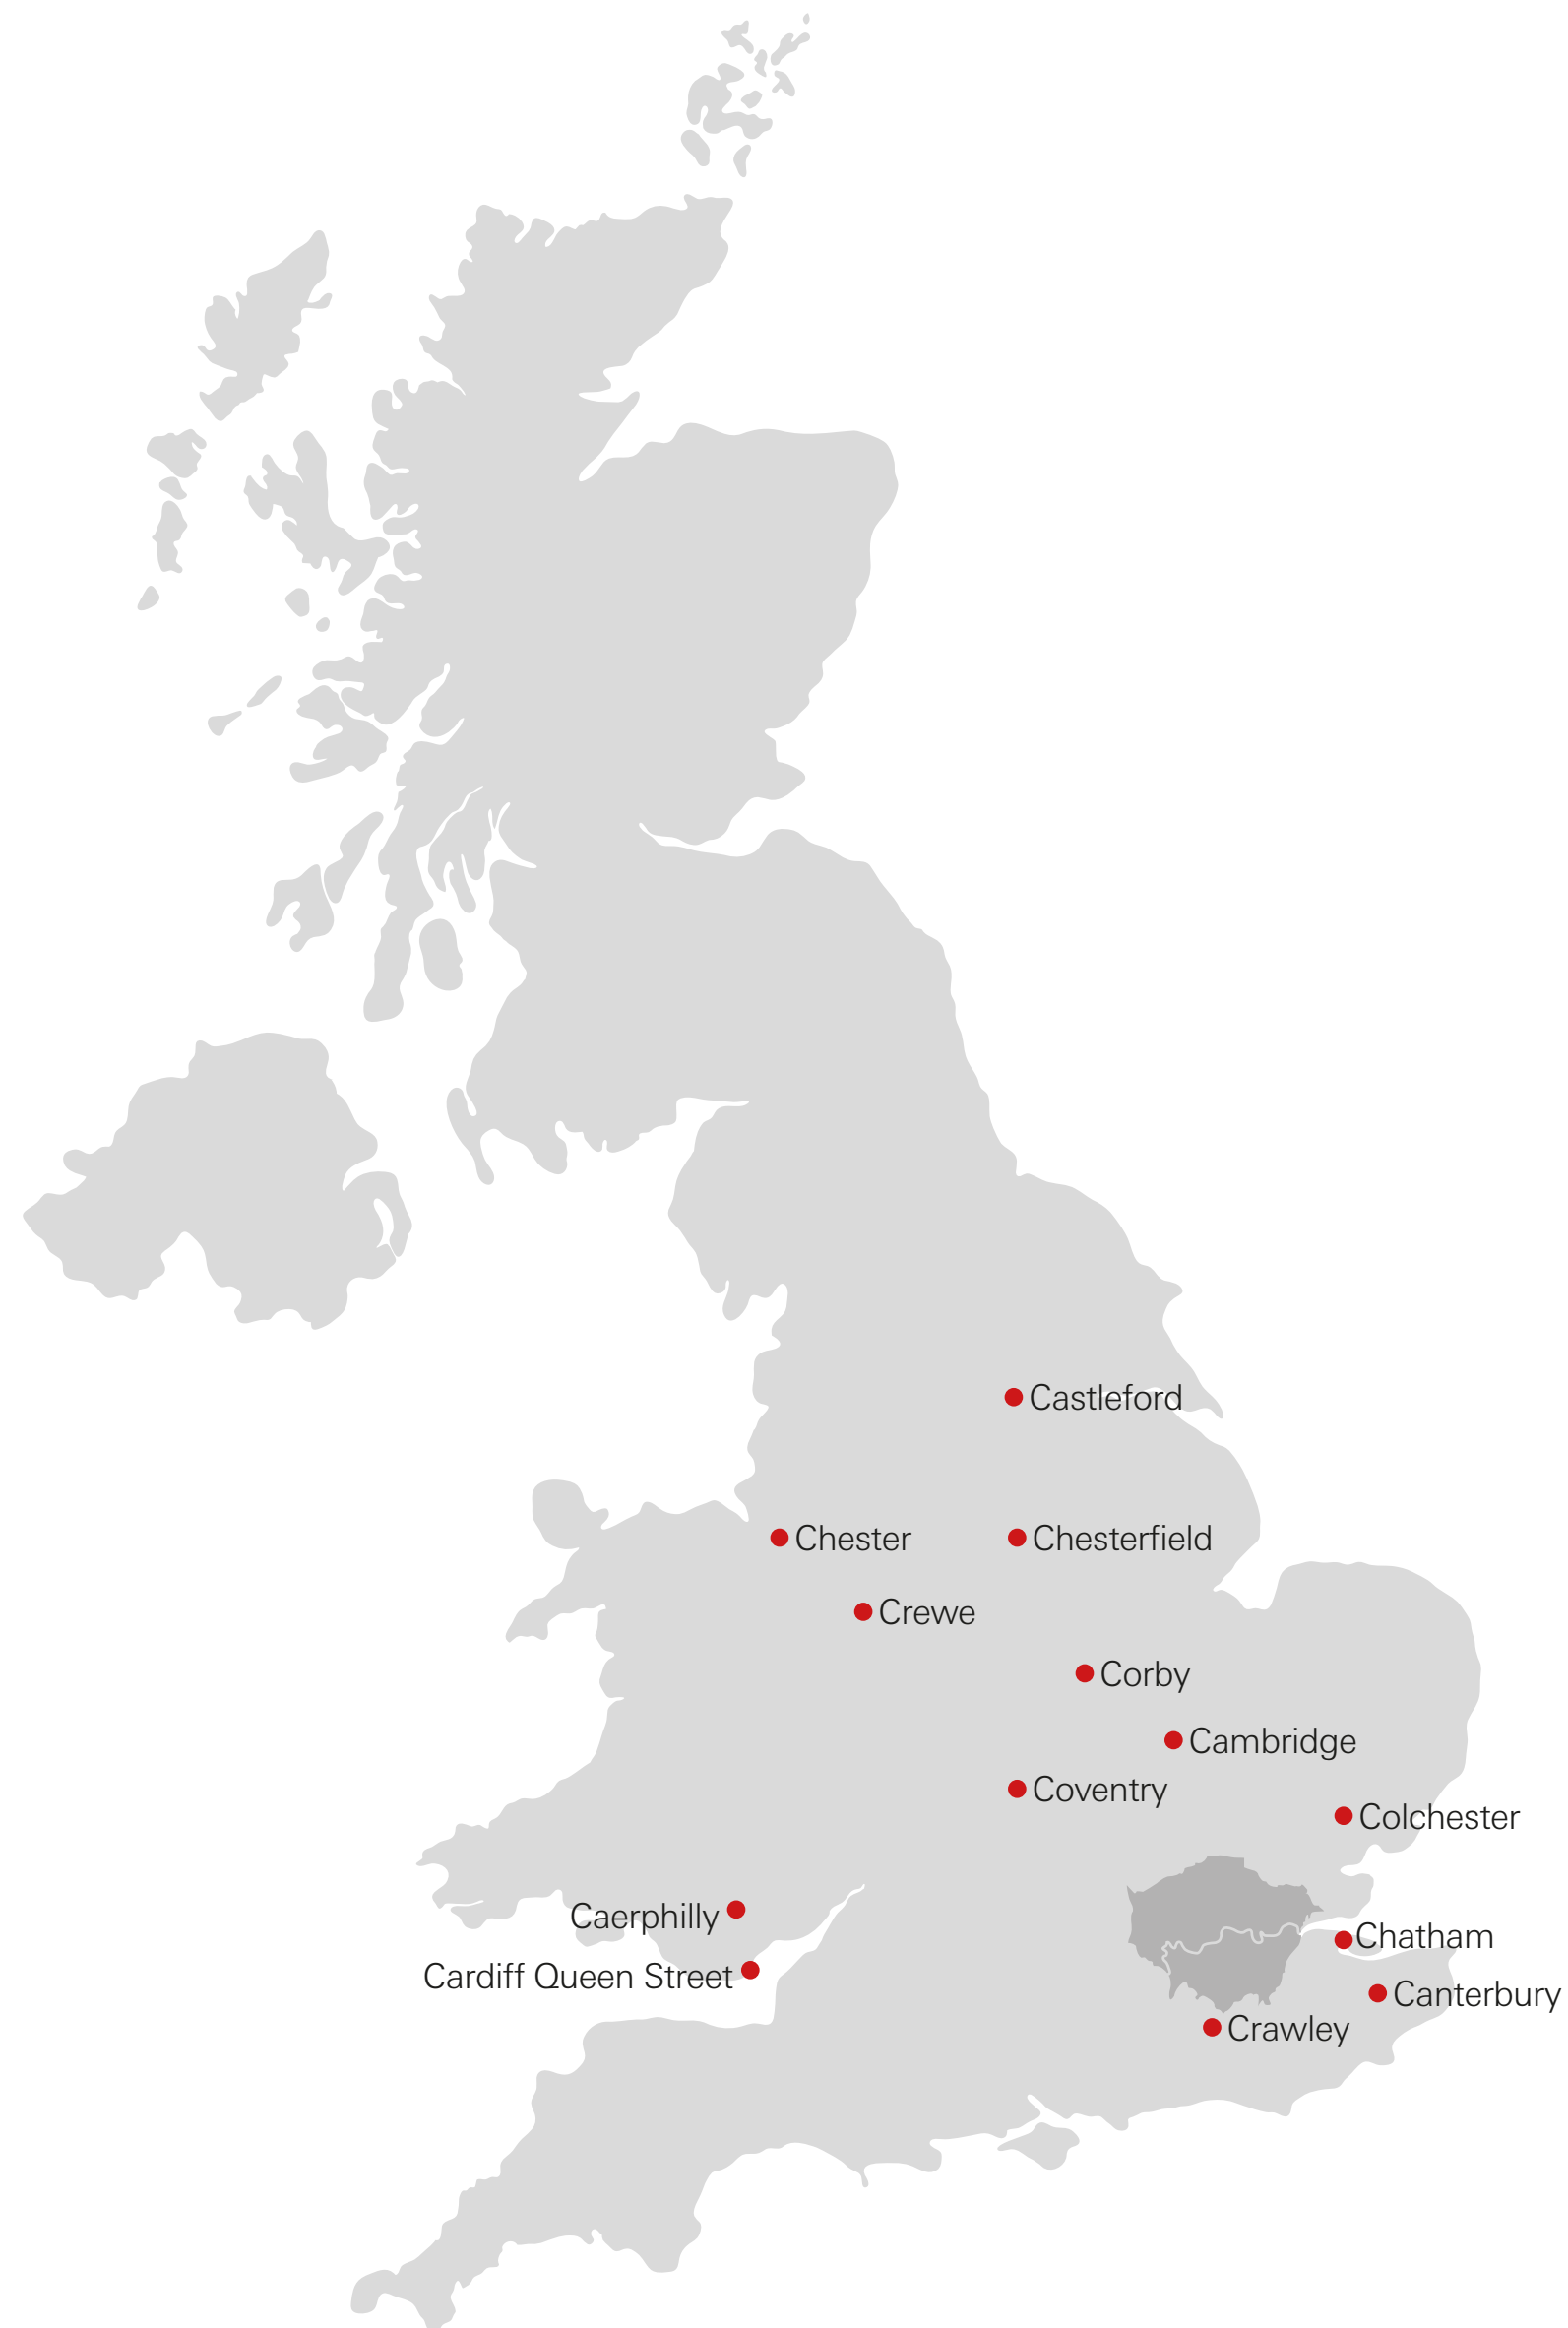 Castleford
Chester
Chesterfield
Crewe
Corby
Cambridge
Coventry
Colchester
Caerphilly
Chatham
Cardiff Queen Street
Canterbury
Crawley